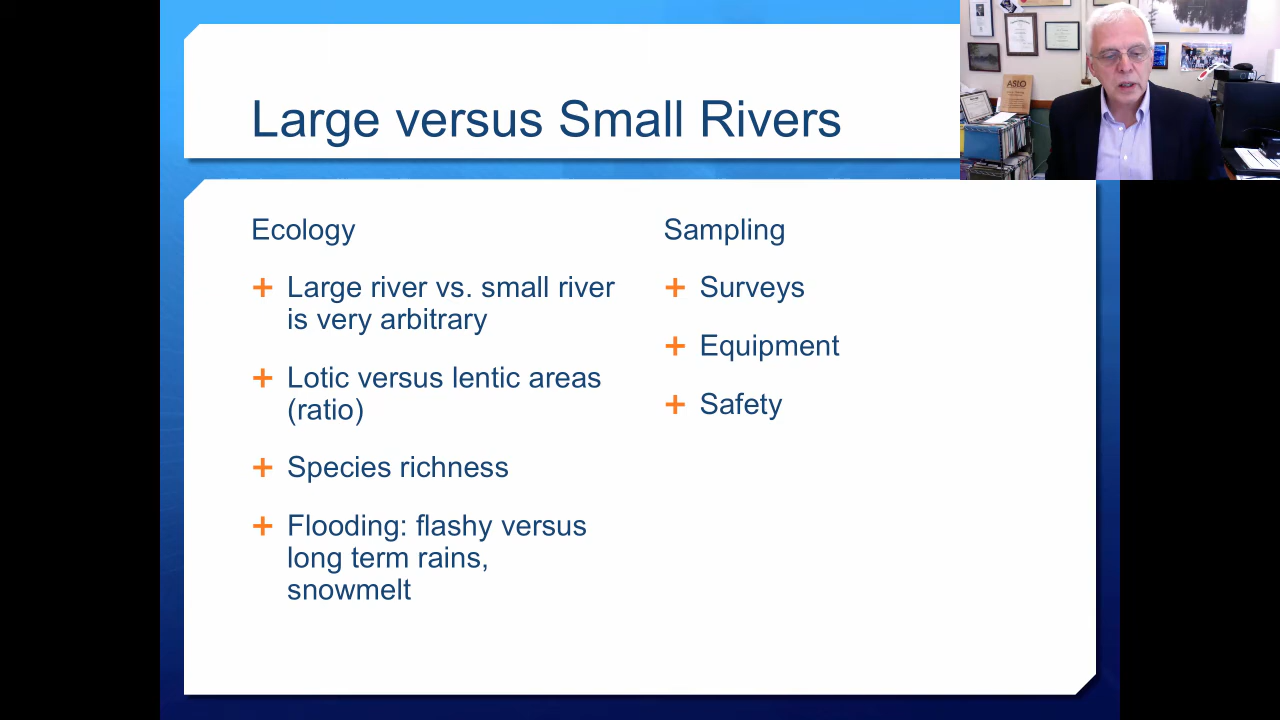 Large versus Small Rivers
ASLO
Ecology
Large river vs. small river
is very arbitrary
Lotic versus lentic areas
(ratio)
Species richness
Flooding: flashy versus
long term rains,
snowmelt
Sampling
Surveys
Equipment
Safety